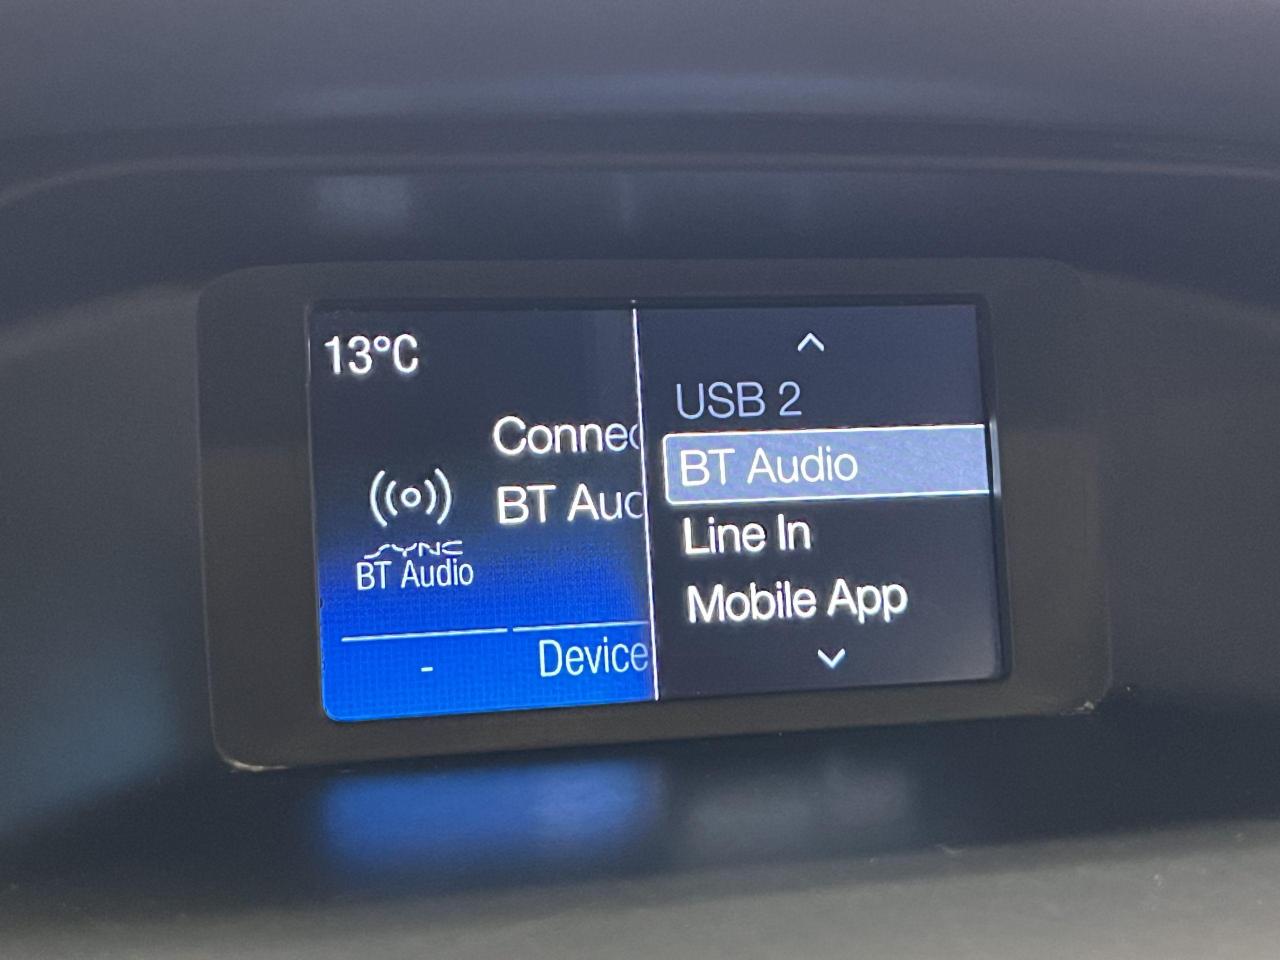 13°C
Connec
BT Auc
SYNC
BT Audio
-
Device
USB 2
BT Audio
Line In
Mobile App